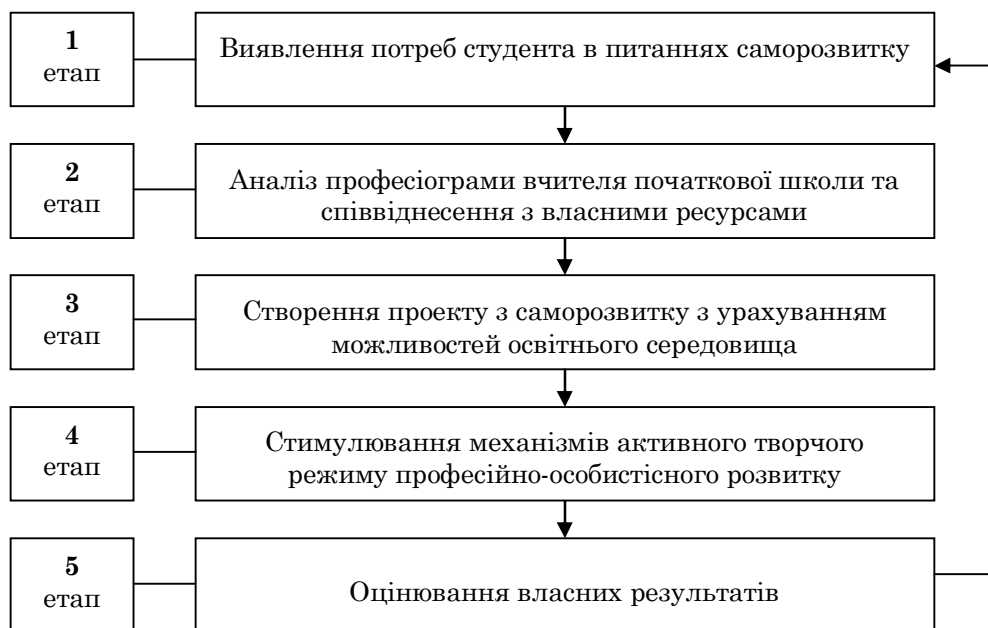 1
етап
Виявлення потреб студента в питаннях саморозвитку
2
етап
Аналіз професіограми вчителя початкової школи та
співвіднесення з власними ресурсами
3
етап
Створення проекту з саморозвитку з урахуванням
можливостей освітнього середовища
4
етап
Стимулювання механізмів активного творчого
режиму професійно-особистісного розвитку
5
етап
Оцінювання власних результатів